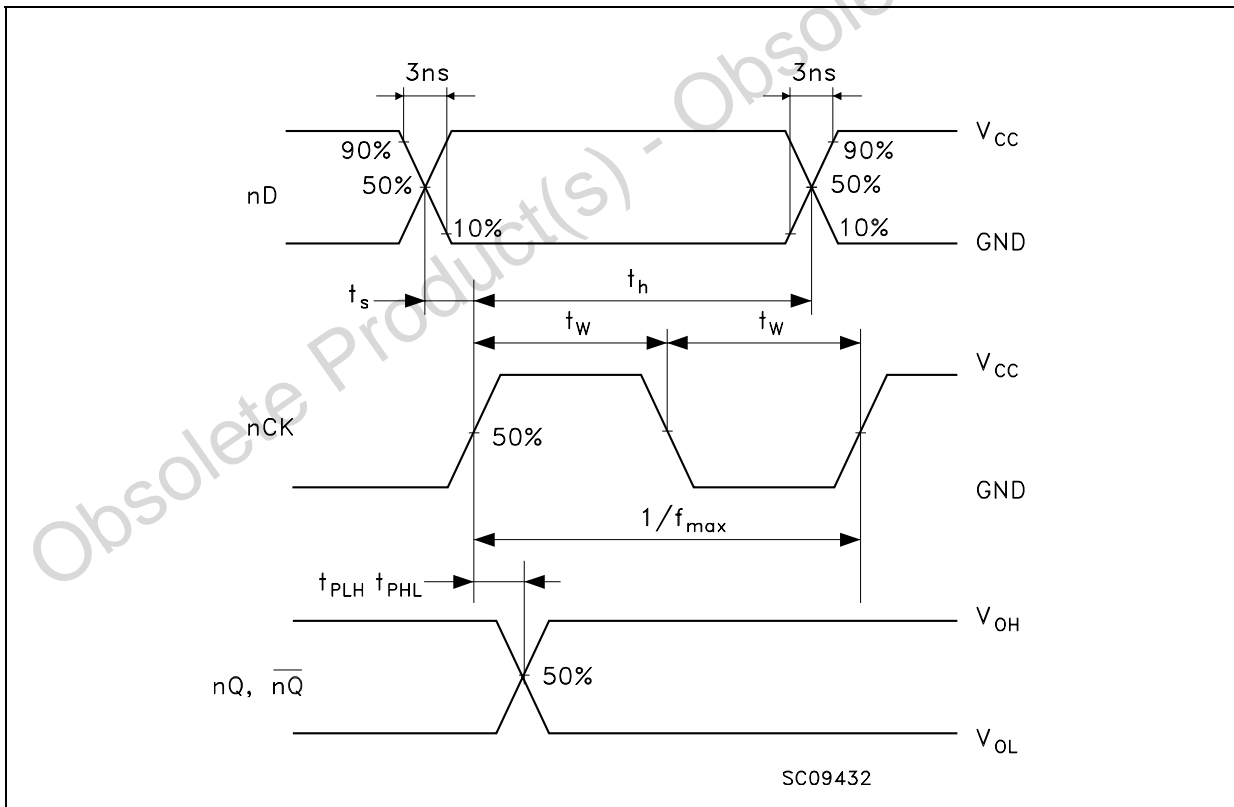 Obsolete Product(s) - Obsolete
3ns 3ns
V_CC
90% 90%
50% 50%
nD
10% 10%
GND
t_s t_h
t_W t_W
V_CC
nCK 50%
GND
1/f_max
t_PLH t_PHL
V_OH
nQ, n̅Q̅ 50%
V_OL
SC09432